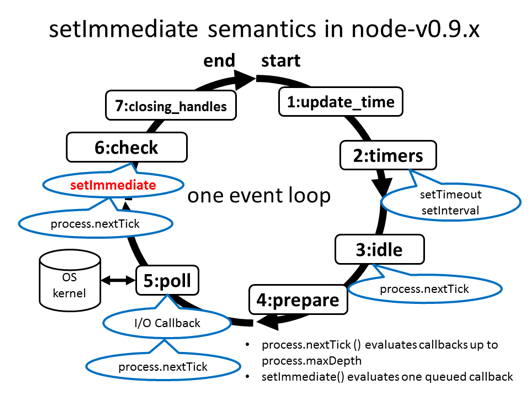 setImmediate semantics in node-v0.9.x
end
start
7:closing_handles
1:update_time
6:check
2:timers
setImmediate
one event loop
setTimeout
setInterval
process.nextTick
3:idle
OS
kernel
5:poll
4:prepare
process.nextTick
I/O Callback
process.nextTick
• process.nextTick () evaluates callbacks up to
process.maxDepth
• setImmediate() evaluates one queued callback